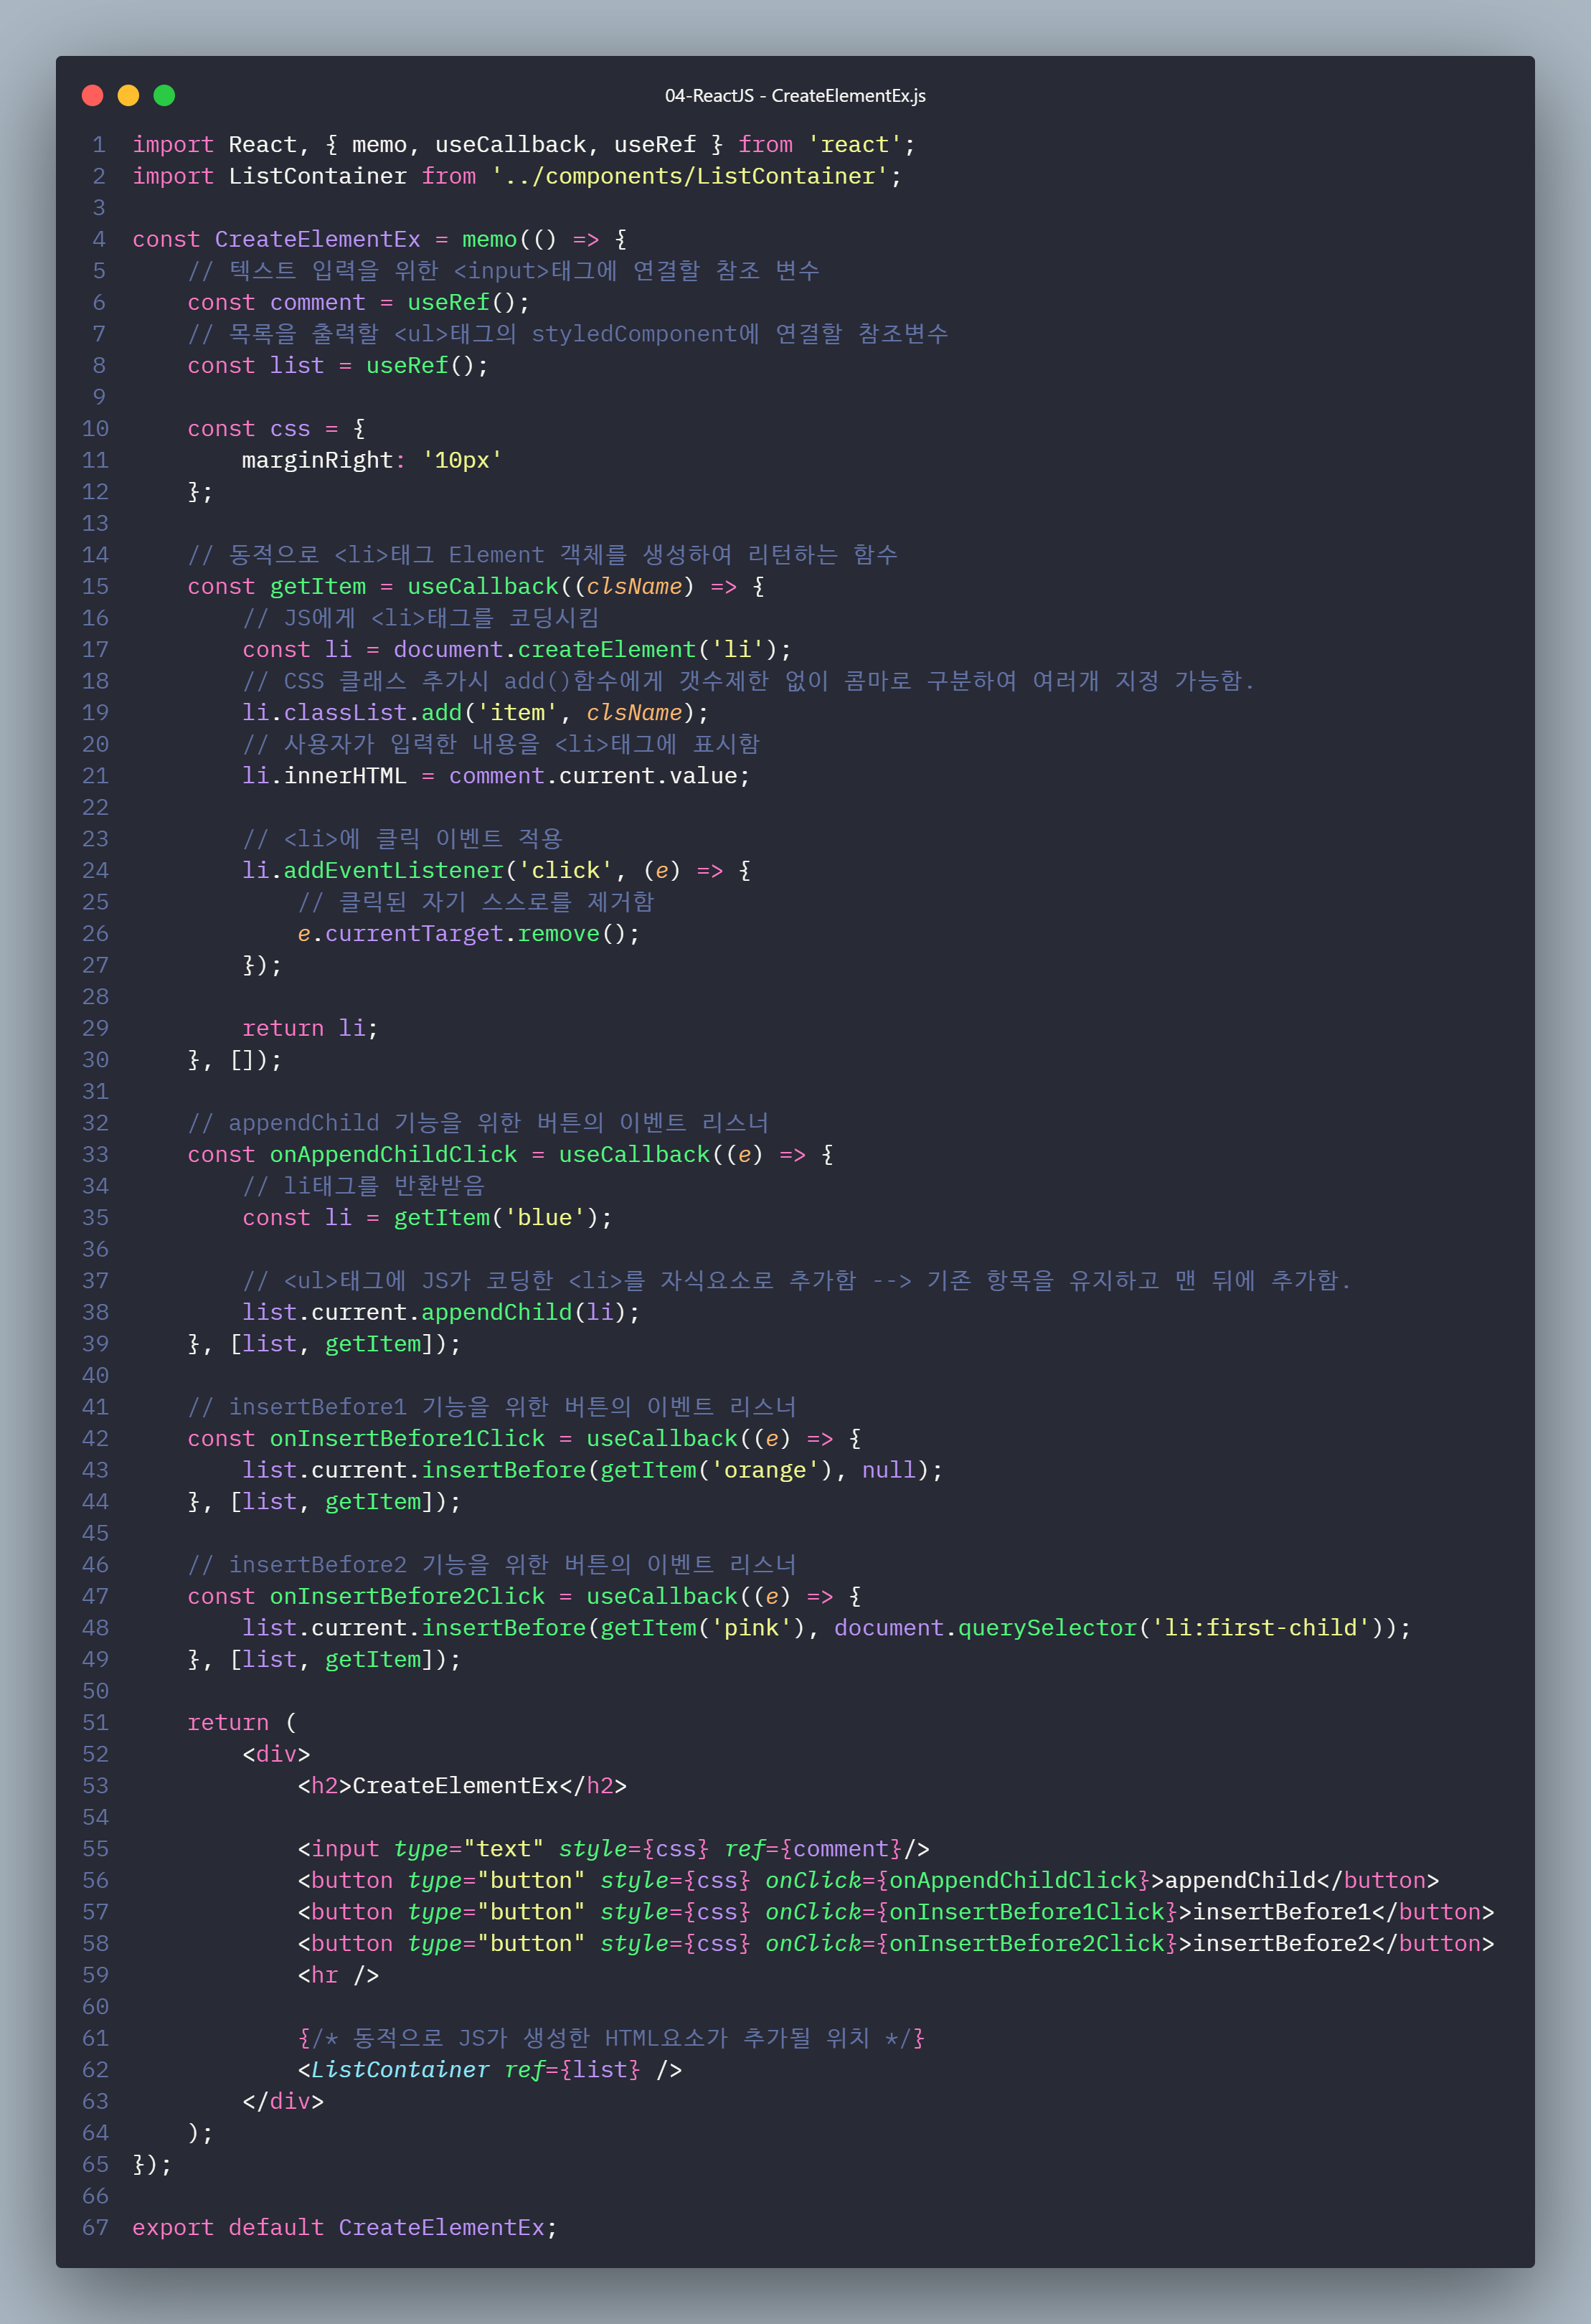 04-ReactJS - CreateElementEx.js
1 import React, { memo, useCallback, useRef } from 'react';
2 import ListContainer from '../components/ListContainer';
3
4 const CreateElementEx = memo(() => {
5     // 텍스트 입력을 위한 <input>태그에 연결할 참조 변수
6     const comment = useRef();
7     // 목록을 출력할 <ul>태그의 styledComponent에 연결할 참조변수
8     const list = useRef();
9
10     const css = {
11         marginRight: '10px'
12     };
13
14     // 동적으로 <li>태그 Element 객체를 생성하여 리턴하는 함수
15     const getItem = useCallback((clsName) => {
16         // JS에게 <li>태그를 코딩시킴
17         const li = document.createElement('li');
18         // CSS 클래스 추가시 add()함수에게 갯수제한 없이 콤마로 구분하여 여러개 지정 가능함.
19         li.classList.add('item', clsName);
20         // 사용자가 입력한 내용을 <li>태그에 표시함
21         li.innerHTML = comment.current.value;
22
23         // <li>에 클릭 이벤트 적용
24         li.addEventListener('click', (e) => {
25             // 클릭된 자기 스스로를 제거함
26             e.currentTarget.remove();
27         });
28
29         return li;
30     }, []);
31
32     // appendChild 기능을 위한 버튼의 이벤트 리스너
33     const onAppendChildClick = useCallback((e) => {
34         // li태그를 반환받음
35         const li = getItem('blue');
36
37         // <ul>태그에 JS가 코딩한 <li>를 자식요소로 추가함 --> 기존 항목을 유지하고 맨 뒤에 추가함.
38         list.current.appendChild(li);
39     }, [list, getItem]);
40
41     // insertBefore1 기능을 위한 버튼의 이벤트 리스너
42     const onInsertBefore1Click = useCallback((e) => {
43         list.current.insertBefore(getItem('orange'), null);
44     }, [list, getItem]);
45
46     // insertBefore2 기능을 위한 버튼의 이벤트 리스너
47     const onInsertBefore2Click = useCallback((e) => {
48         list.current.insertBefore(getItem('pink'), document.querySelector('li:first-child'));
49     }, [list, getItem]);
50
51     return (
52         <div>
53             <h2>CreateElementEx</h2>
54
55             <input type="text" style={css} ref={comment}/>
56             <button type="button" style={css} onClick={onAppendChildClick}>appendChild</button>
57             <button type="button" style={css} onClick={onInsertBefore1Click}>insertBefore1</button>
58             <button type="button" style={css} onClick={onInsertBefore2Click}>insertBefore2</button>
59             <hr />
60
61             {/* 동적으로 JS가 생성한 HTML요소가 추가될 위치 */}
62             <ListContainer ref={list} />
63         </div>
64     );
65 });
66
67 export default CreateElementEx;